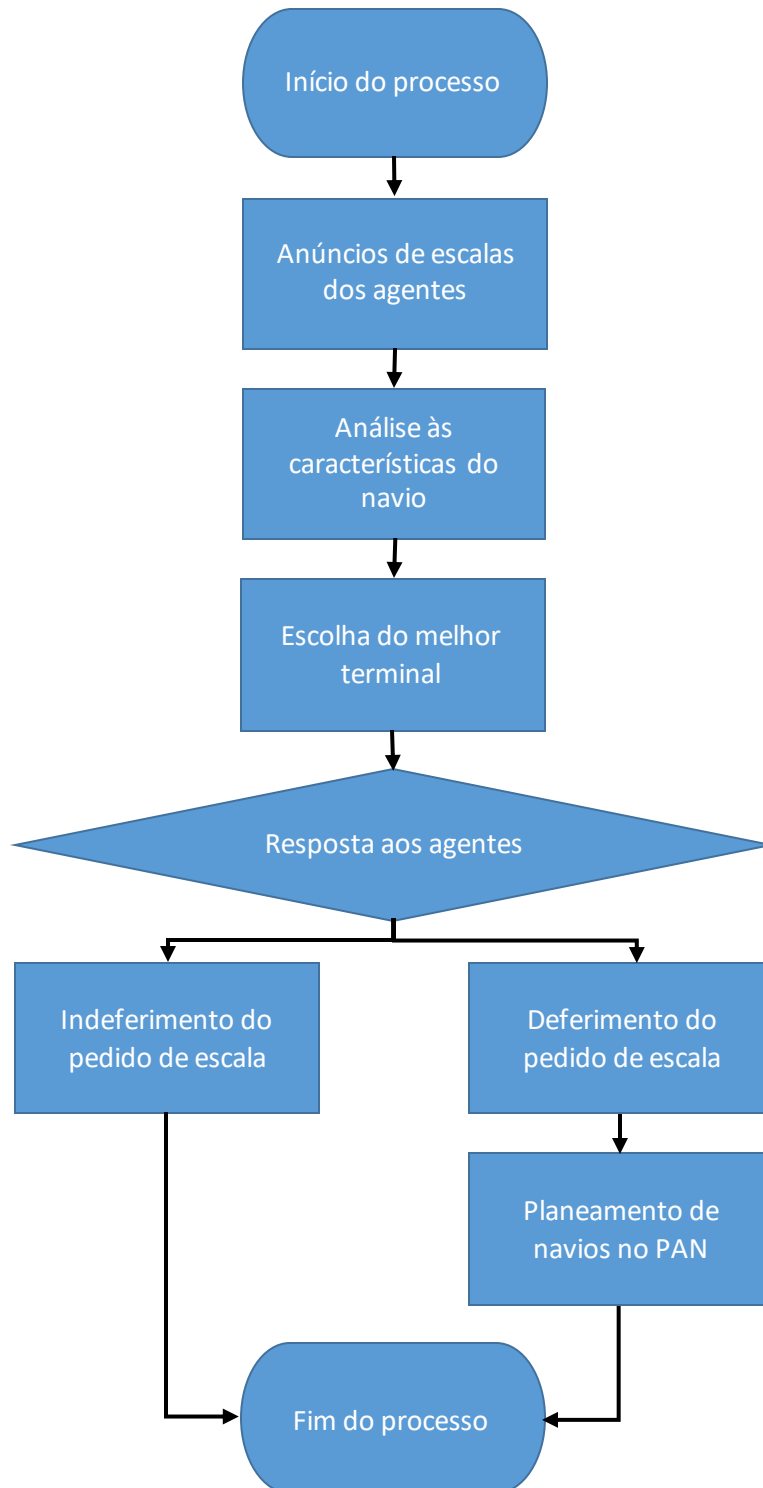 Início do processo
Anúncios de escalas
dos agentes
Análise às
características do
navio
Escolha do melhor
terminal
Resposta aos agentes
Indeferimento do
pedido de escala
Deferimento do
pedido de escala
Planeamento de
navios no PAN
Fim do processo